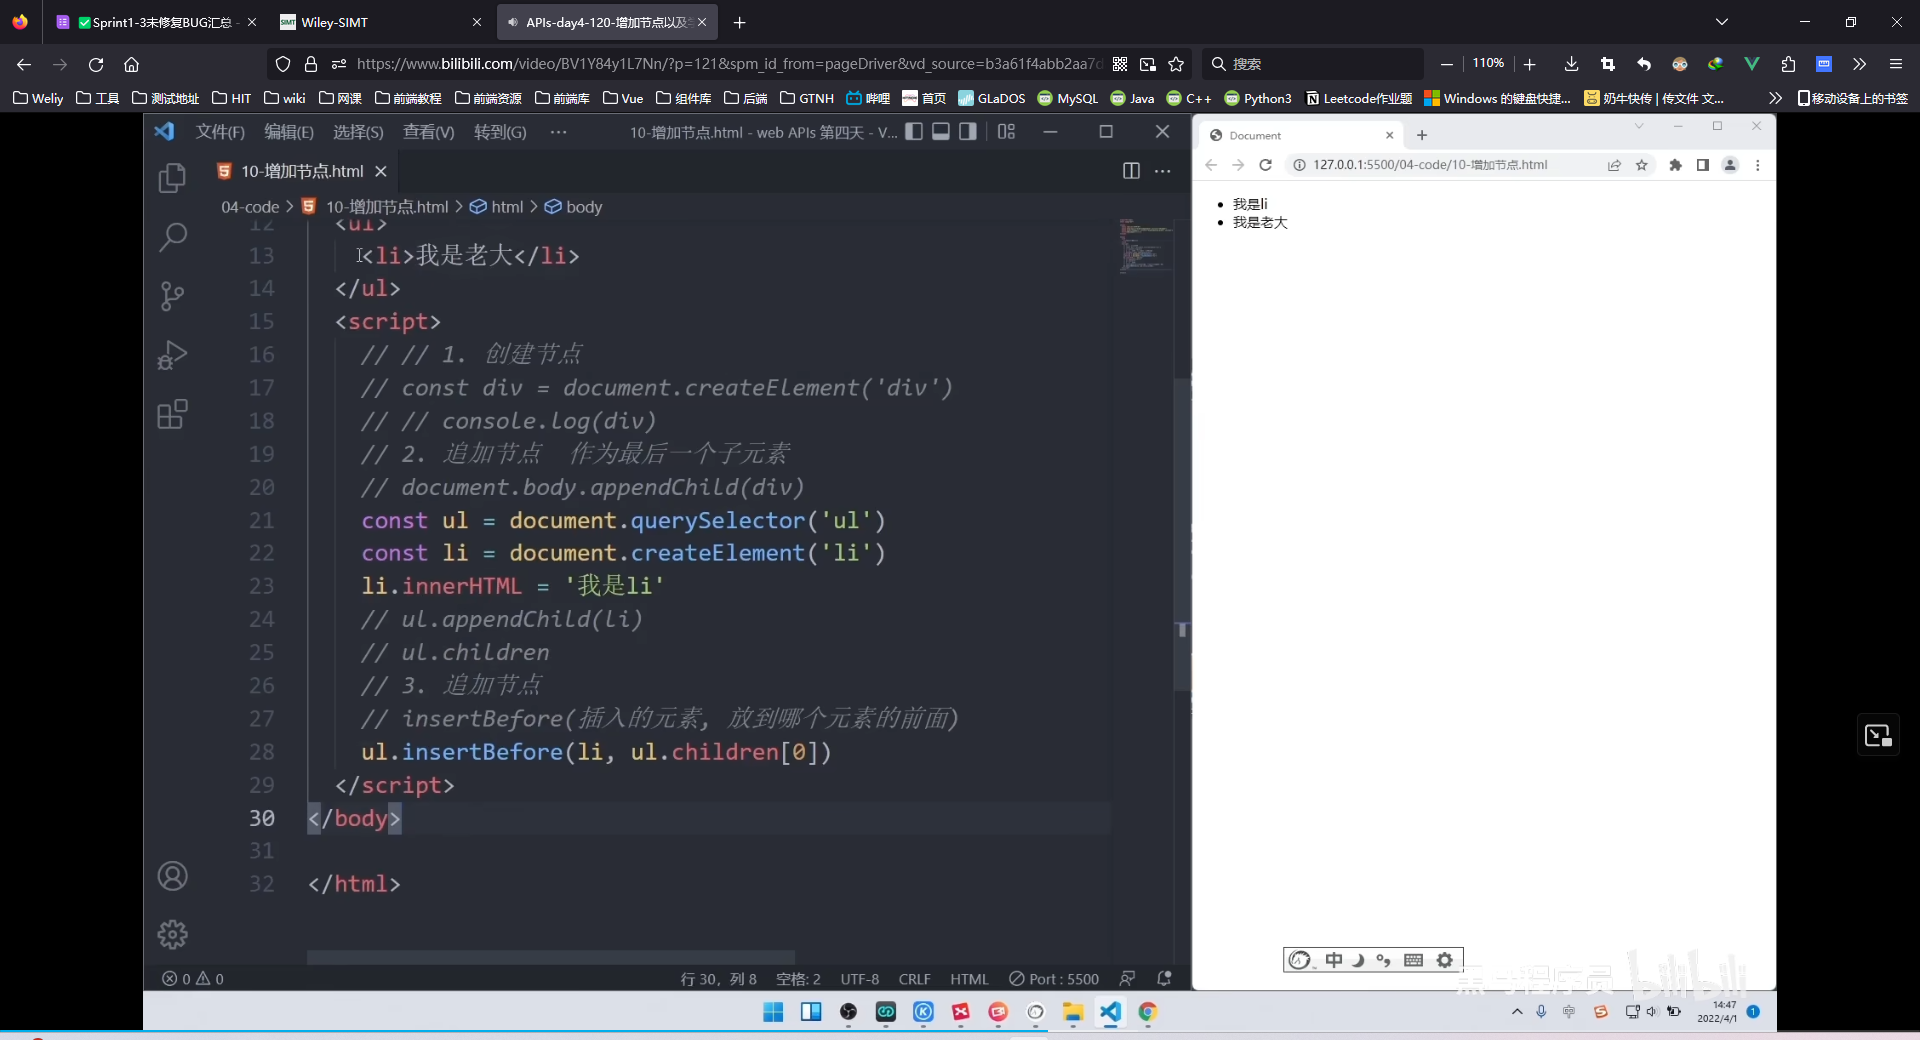 ✅Sprint1-3未修复BUG汇总 -
Wiley-SIMT
APIs-day4-120-增加节点以及
https://www.bilibili.com/video/BV1Y84y1L7Nn/?p=121&spm_id_from=pageDriver&vd_source=b3a61f4abb2aa7d
搜索
110%
Weliy
工具
测试地址
HIT
wiki
网课
前端教程
前端资源
前端库
Vue
组件库
后端
GTNH
哔哩
首页
GLaDOS
MySQL
Java
C++
Python3
Leetcode作业题
Windows 的键盘快捷...
奶牛快传 | 传文件 文...
移动设备上的书签
文件(F)
编辑(E)
选择(S)
查看(V)
转到(G)
···
10-增加节点.html - web APIs 第四天 - V...
10-增加节点.html
04-code > 10-增加节点.html > html > body
12 <ul>
13 <li>我是老大</li>
14 </ul>
15 <script>
16 // // 1. 创建节点
17 // const div = document.createElement('div')
18 // // console.log(div)
19 // 2. 追加节点  作为最后一个子元素
20 // document.body.appendChild(div)
21 const ul = document.querySelector('ul')
22 const li = document.createElement('li')
23 li.innerHTML = '我是li'
24 // ul.appendChild(li)
25 // ul.children
26 // 3. 追加节点
27 // insertBefore(插入的元素, 放到哪个元素的前面)
28 ul.insertBefore(li, ul.children[0])
29 </script>
30 </body>
31
32 </html>
0 0
行 30，列 8
空格: 2
UTF-8
CRLF
HTML
Port : 5500
Document
127.0.0.1:5500/04-code/10-增加节点.html
• 我是li
• 我是老大
中
黑马程序员 bilibili
中
14:47
2022/4/1
1